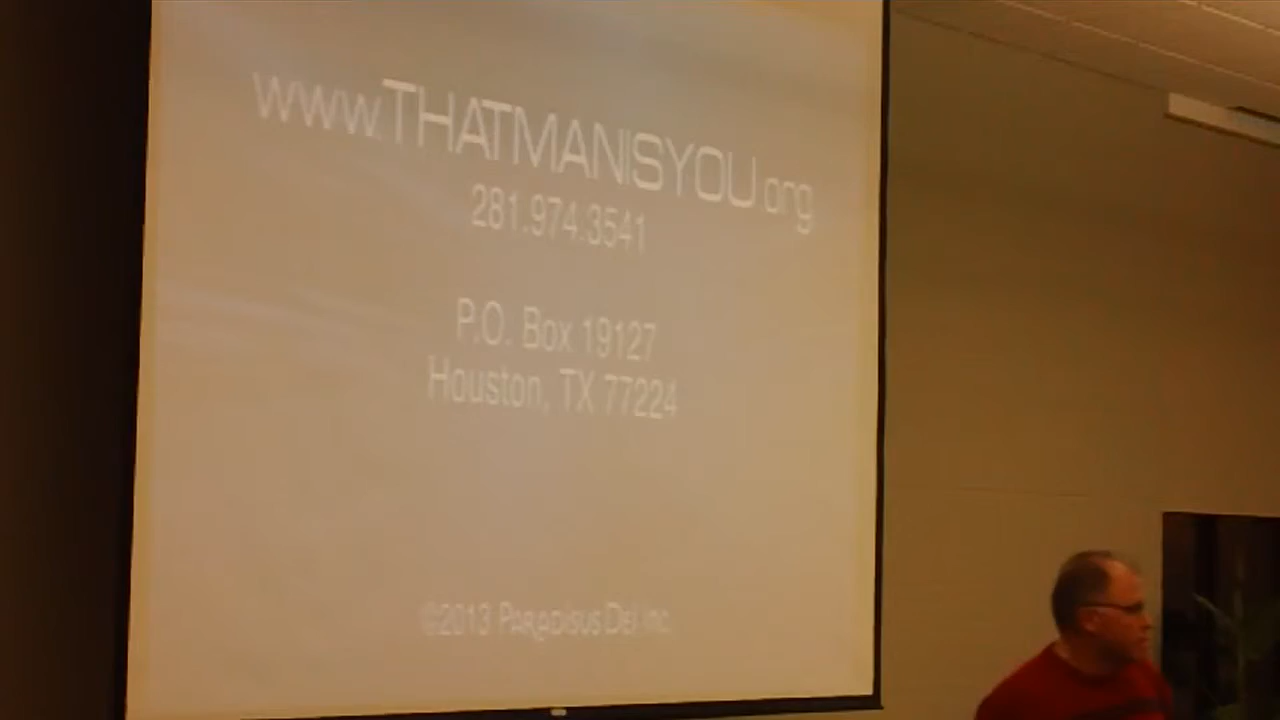 www.THATMANISYOU.org
281.974.3541
P.O. Box 19127
Houston, TX 77224
©2013 PARADISUS DEI Inc.